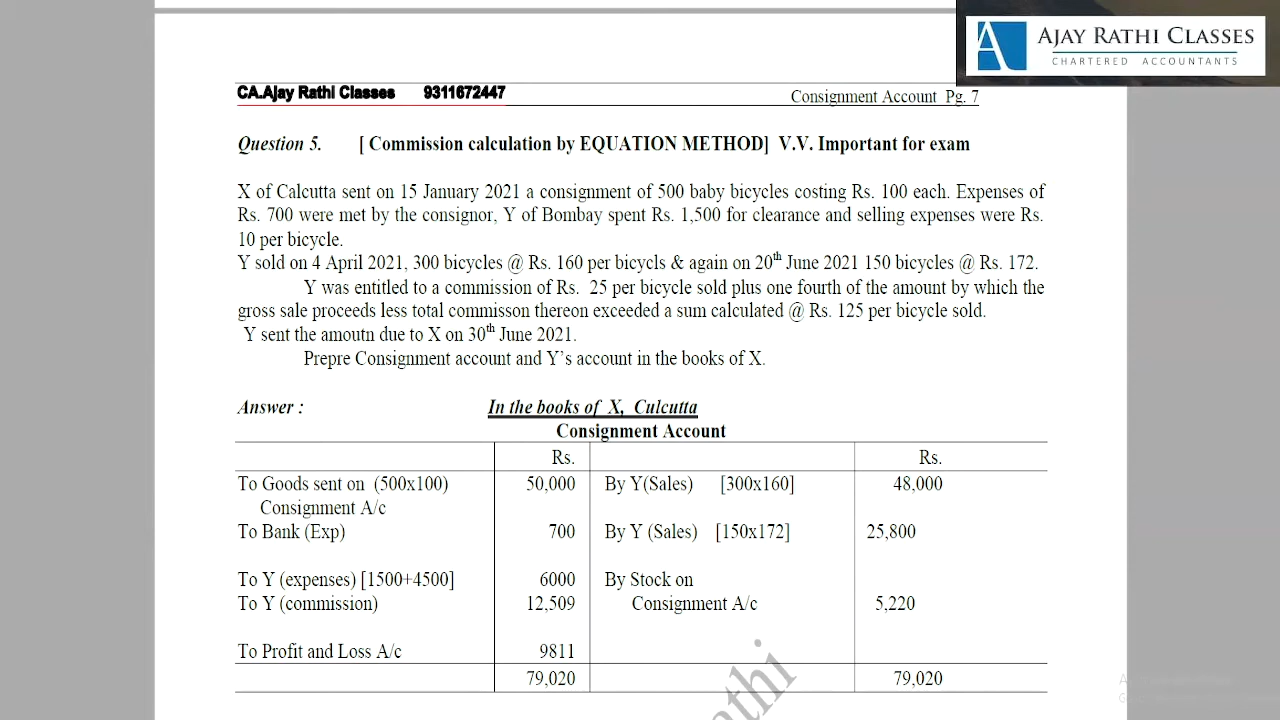 AJAY RATHI CLASSES
CHARTERED ACCOUNTANTS
CA.Ajay Rathi Classes 9311672447 Consignment Account Pg. 7
Question 5. [ Commission calculation by EQUATION METHOD] V.V. Important for exam
X of Calcutta sent on 15 January 2021 a consignment of 500 baby bicycles costing Rs. 100 each. Expenses of
Rs. 700 were met by the consignor, Y of Bombay spent Rs. 1,500 for clearance and selling expenses were Rs.
10 per bicycle.
Y sold on 4 April 2021, 300 bicycles @ Rs. 160 per bicycls & again on 20th June 2021 150 bicycles @ Rs. 172.
Y was entitled to a commission of Rs. 25 per bicycle sold plus one fourth of the amount by which the
gross sale proceeds less total commisson thereon exceeded a sum calculated @ Rs. 125 per bicycle sold.
Y sent the amoutn due to X on 30th June 2021.
Prepre Consignment account and Y's account in the books of X.
Answer : In the books of X, Culcutta
Consignment Account
Rs. Rs.
To Goods sent on (500x100) 50,000 By Y(Sales) [300x160] 48,000
Consignment A/c
To Bank (Exp) 700 By Y (Sales) [150x172] 25,800
To Y (expenses) [1500+4500] 6000 By Stock on
To Y (commission) 12,509 Consignment A/c 5,220
To Profit and Loss A/c 9811
79,020 79,020